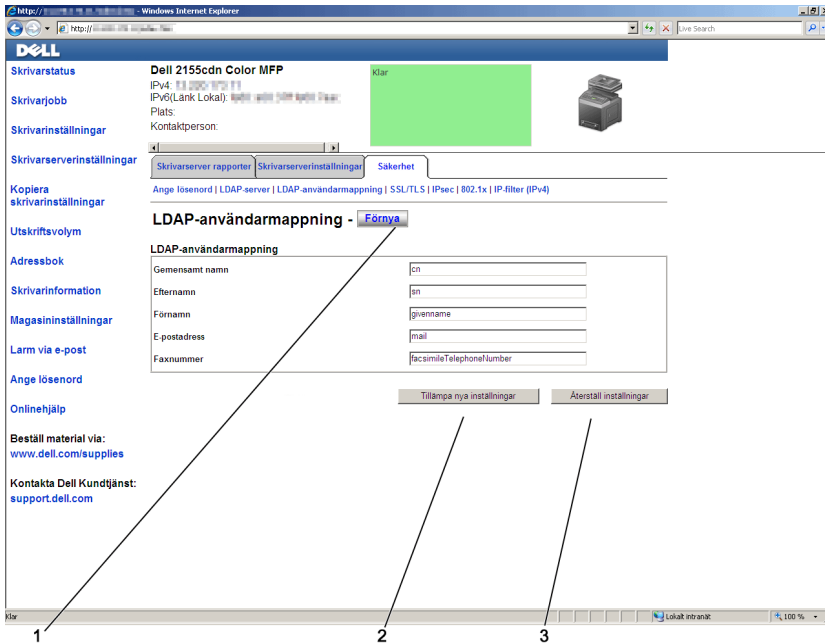 http:// - Windows Internet Explorer
http://
Live Search
DELL
Skrivarstatus
Skrivarjobb
Skrivarinställningar
Skrivarserverinställningar
Kopiera
skrivarinställningar
Utskriftsvolym
Adressbok
Skrivarinformation
Magasininställningar
Larm via e-post
Ange lösenord
Onlinehjälp
Beställ material via:
www.dell.com/supplies
Kontakta Dell Kundtjänst:
support.dell.com
Dell 2155cdn Color MFP
IPv4:
IPv6(Länk Lokal):
Plats:
Kontaktperson:
Klar
Skrivarserver rapporter Skrivarserverinställningar Säkerhet
Ange lösenord | LDAP-server | LDAP-användarmappning | SSL/TLS | IPsec | 802.1x | IP-filter (IPv4)
LDAP-användarmappning - Förnya
LDAP-användarmappning
Gemensamt namn cn
Efternamn sn
Förnamn givenname
E-postadress mail
Faxnummer facsimileTelephoneNumber
Tillämpa nya inställningar Återställ inställningar
Klar Lokalt intranät 100 %
1 2 3